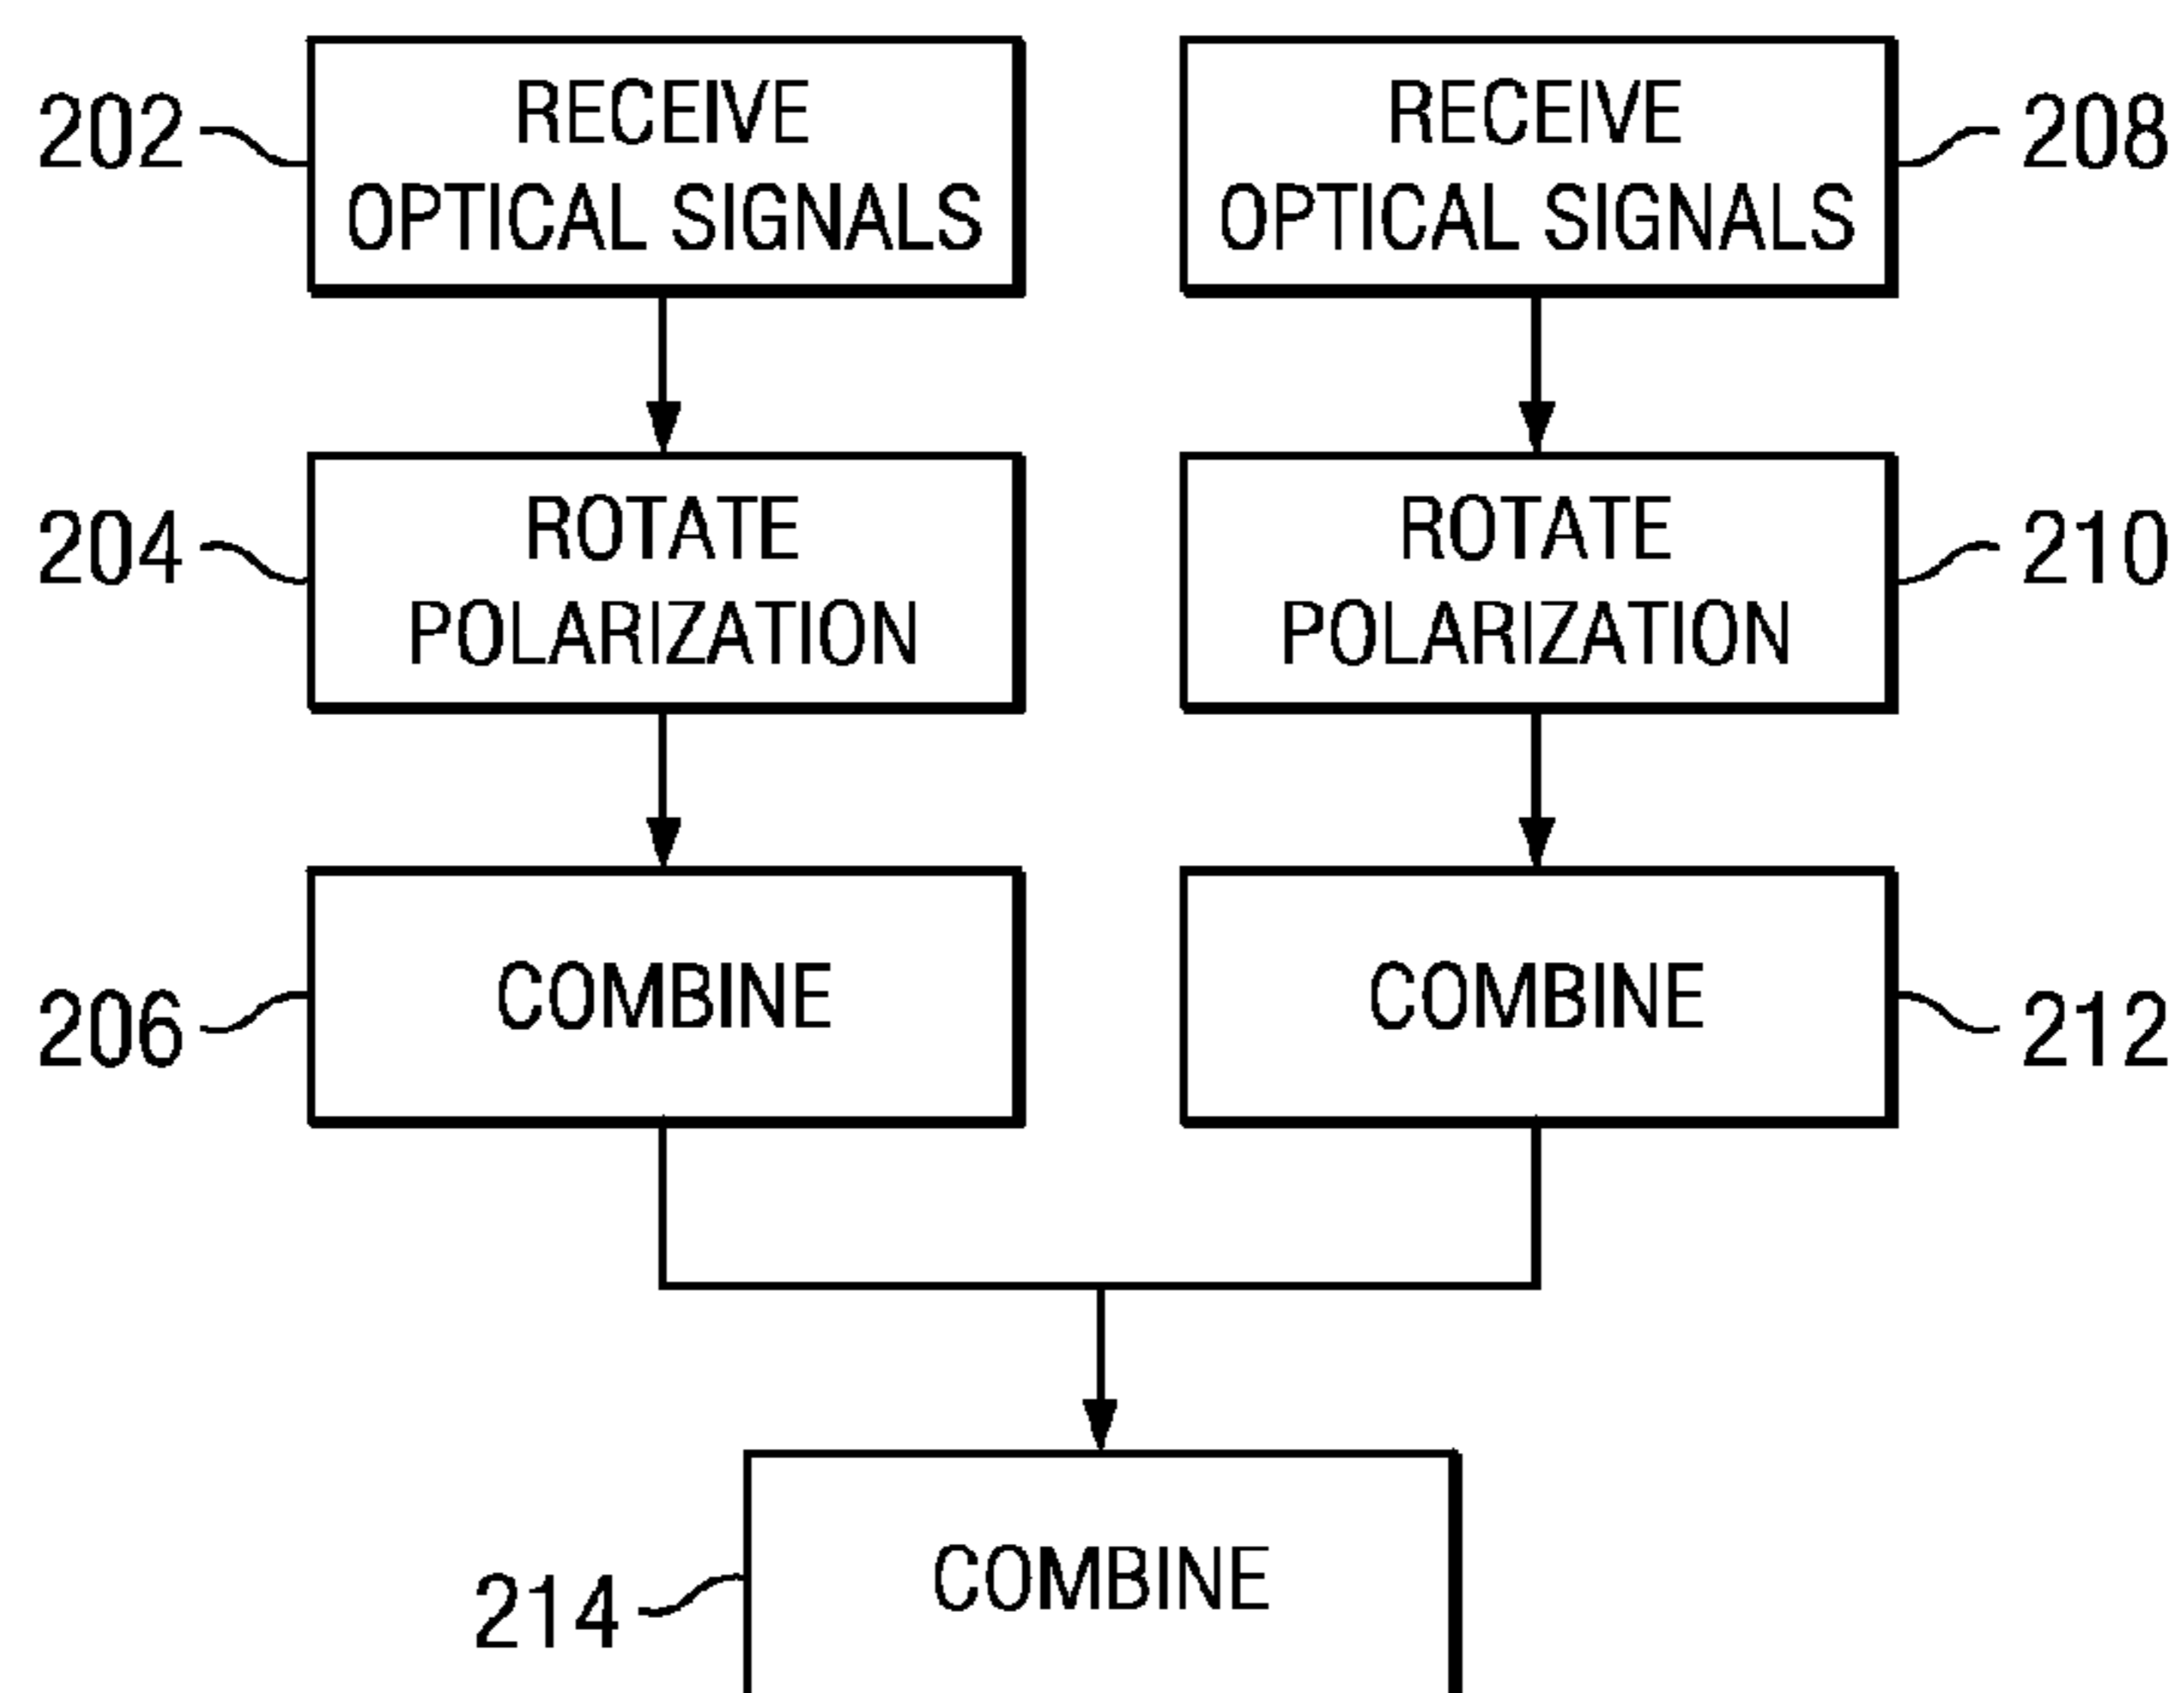 202
RECEIVE
OPTICAL SIGNALS
RECEIVE
OPTICAL SIGNALS
208
204
ROTATE
POLARIZATION
ROTATE
POLARIZATION
210
206
COMBINE
COMBINE
212
214
COMBINE